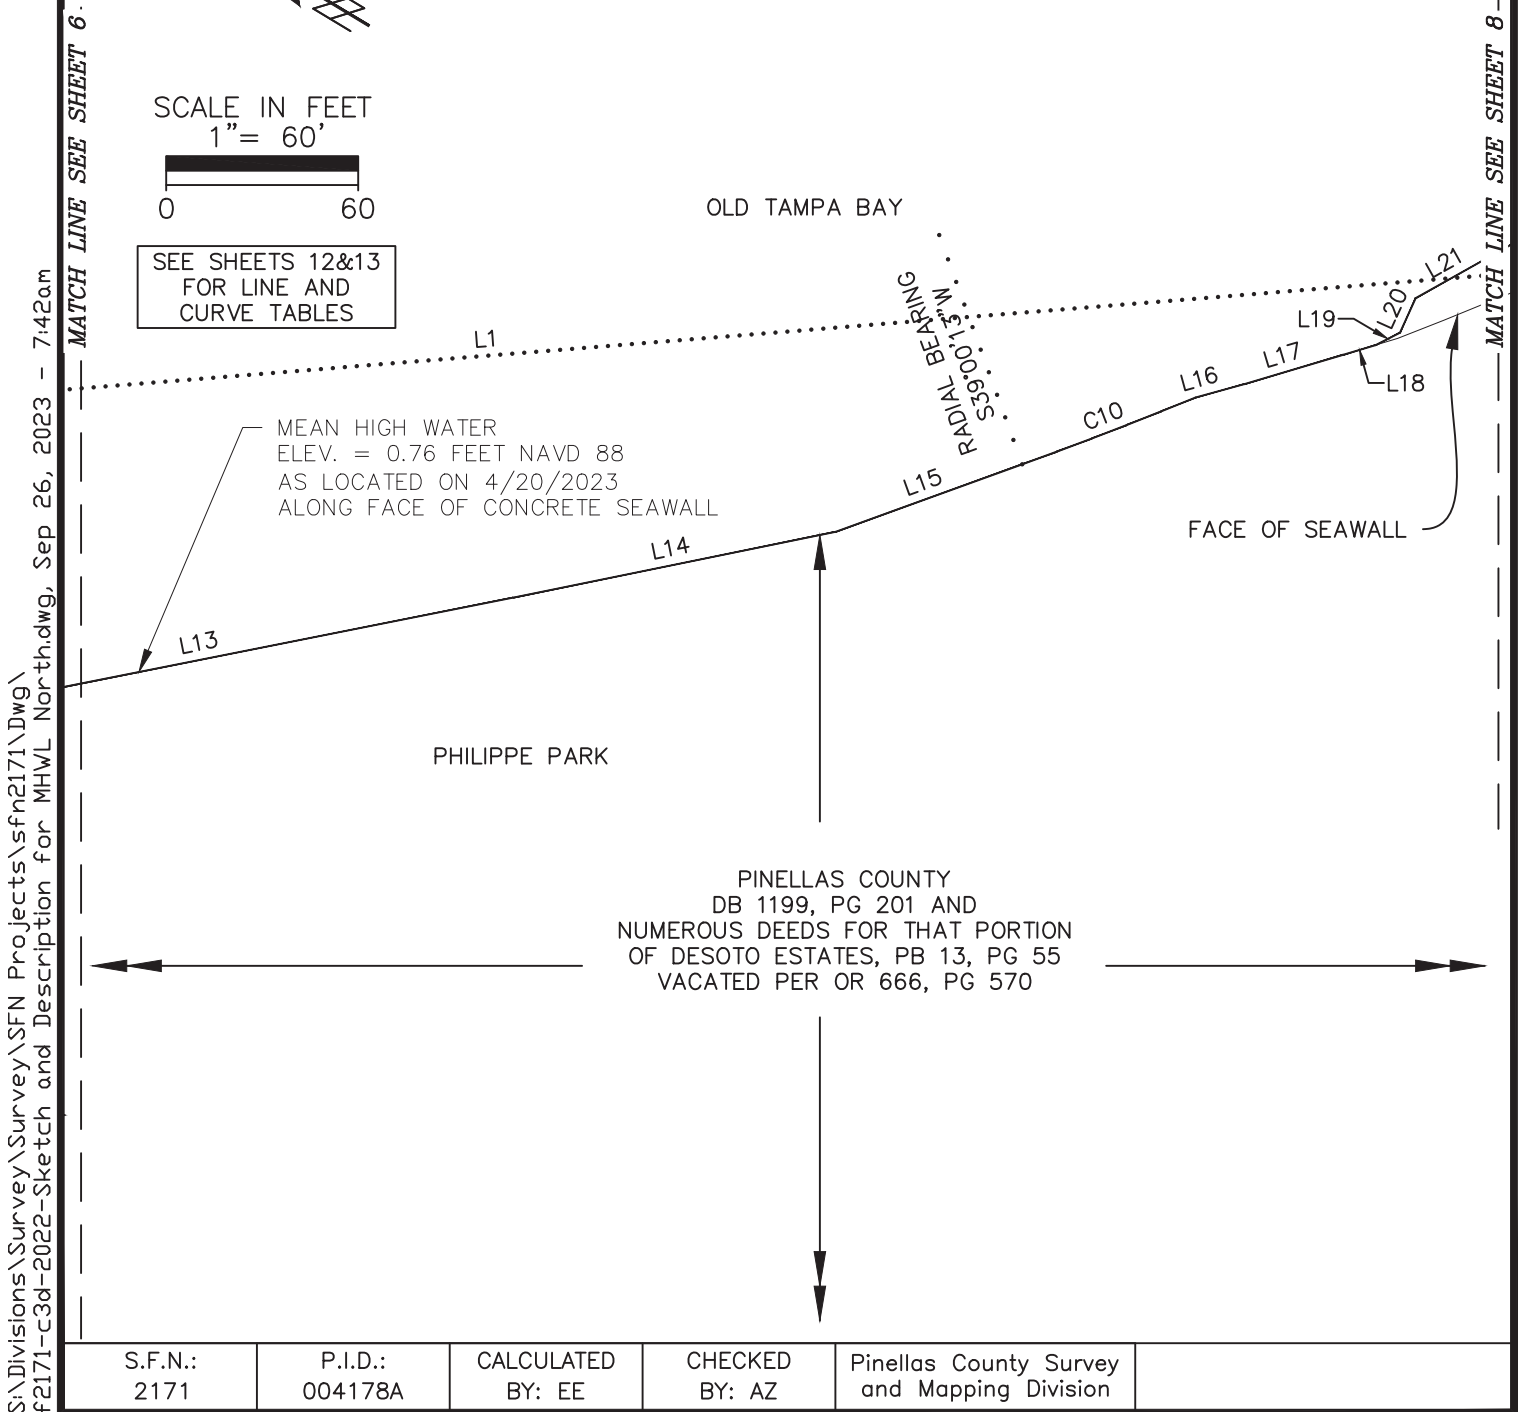 MATCH LINE SEE SHEET 6
MATCH LINE SEE SHEET 8
SCALE IN FEET
1"= 60'
0 60
SEE SHEETS 12&13
FOR LINE AND
CURVE TABLES
OLD TAMPA BAY
L1
RADIAL BEARING
S39°00'13"W
L21
L20
L19
L18
L17
L16
C10
L15
L14
L13
MEAN HIGH WATER
ELEV. = 0.76 FEET NAVD 88
AS LOCATED ON 4/20/2023
ALONG FACE OF CONCRETE SEAWALL
FACE OF SEAWALL
PHILIPPE PARK
PINELLAS COUNTY
DB 1199, PG 201 AND
NUMEROUS DEEDS FOR THAT PORTION
OF DESOTO ESTATES, PB 13, PG 55
VACATED PER OR 666, PG 570
S:\Divisions\Survey\Survey\SFN Projects\sfn2171\Dwg\
f2171-c3d-2022-Sketch and Description for MHWL North.dwg, Sep 26, 2023 - 7:42am
S.F.N.:
2171
P.I.D.:
004178A
CALCULATED
BY: EE
CHECKED
BY: AZ
Pinellas County Survey
and Mapping Division